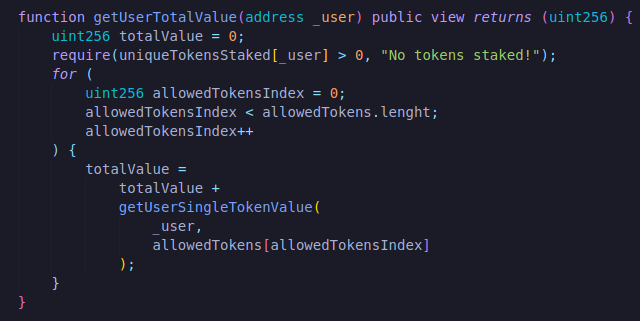 function getUserTotalValue(address _user) public view returns (uint256) {
    uint256 totalValue = 0;
    require(uniqueTokensStaked[_user] > 0, "No tokens staked!");
    for (
        uint256 allowedTokensIndex = 0;
        allowedTokensIndex < allowedTokens.lenght;
        allowedTokensIndex++
    ) {
        totalValue =
            totalValue +
            getUserSingleTokenValue(
                _user,
                allowedTokens[allowedTokensIndex]
            );
    }
}